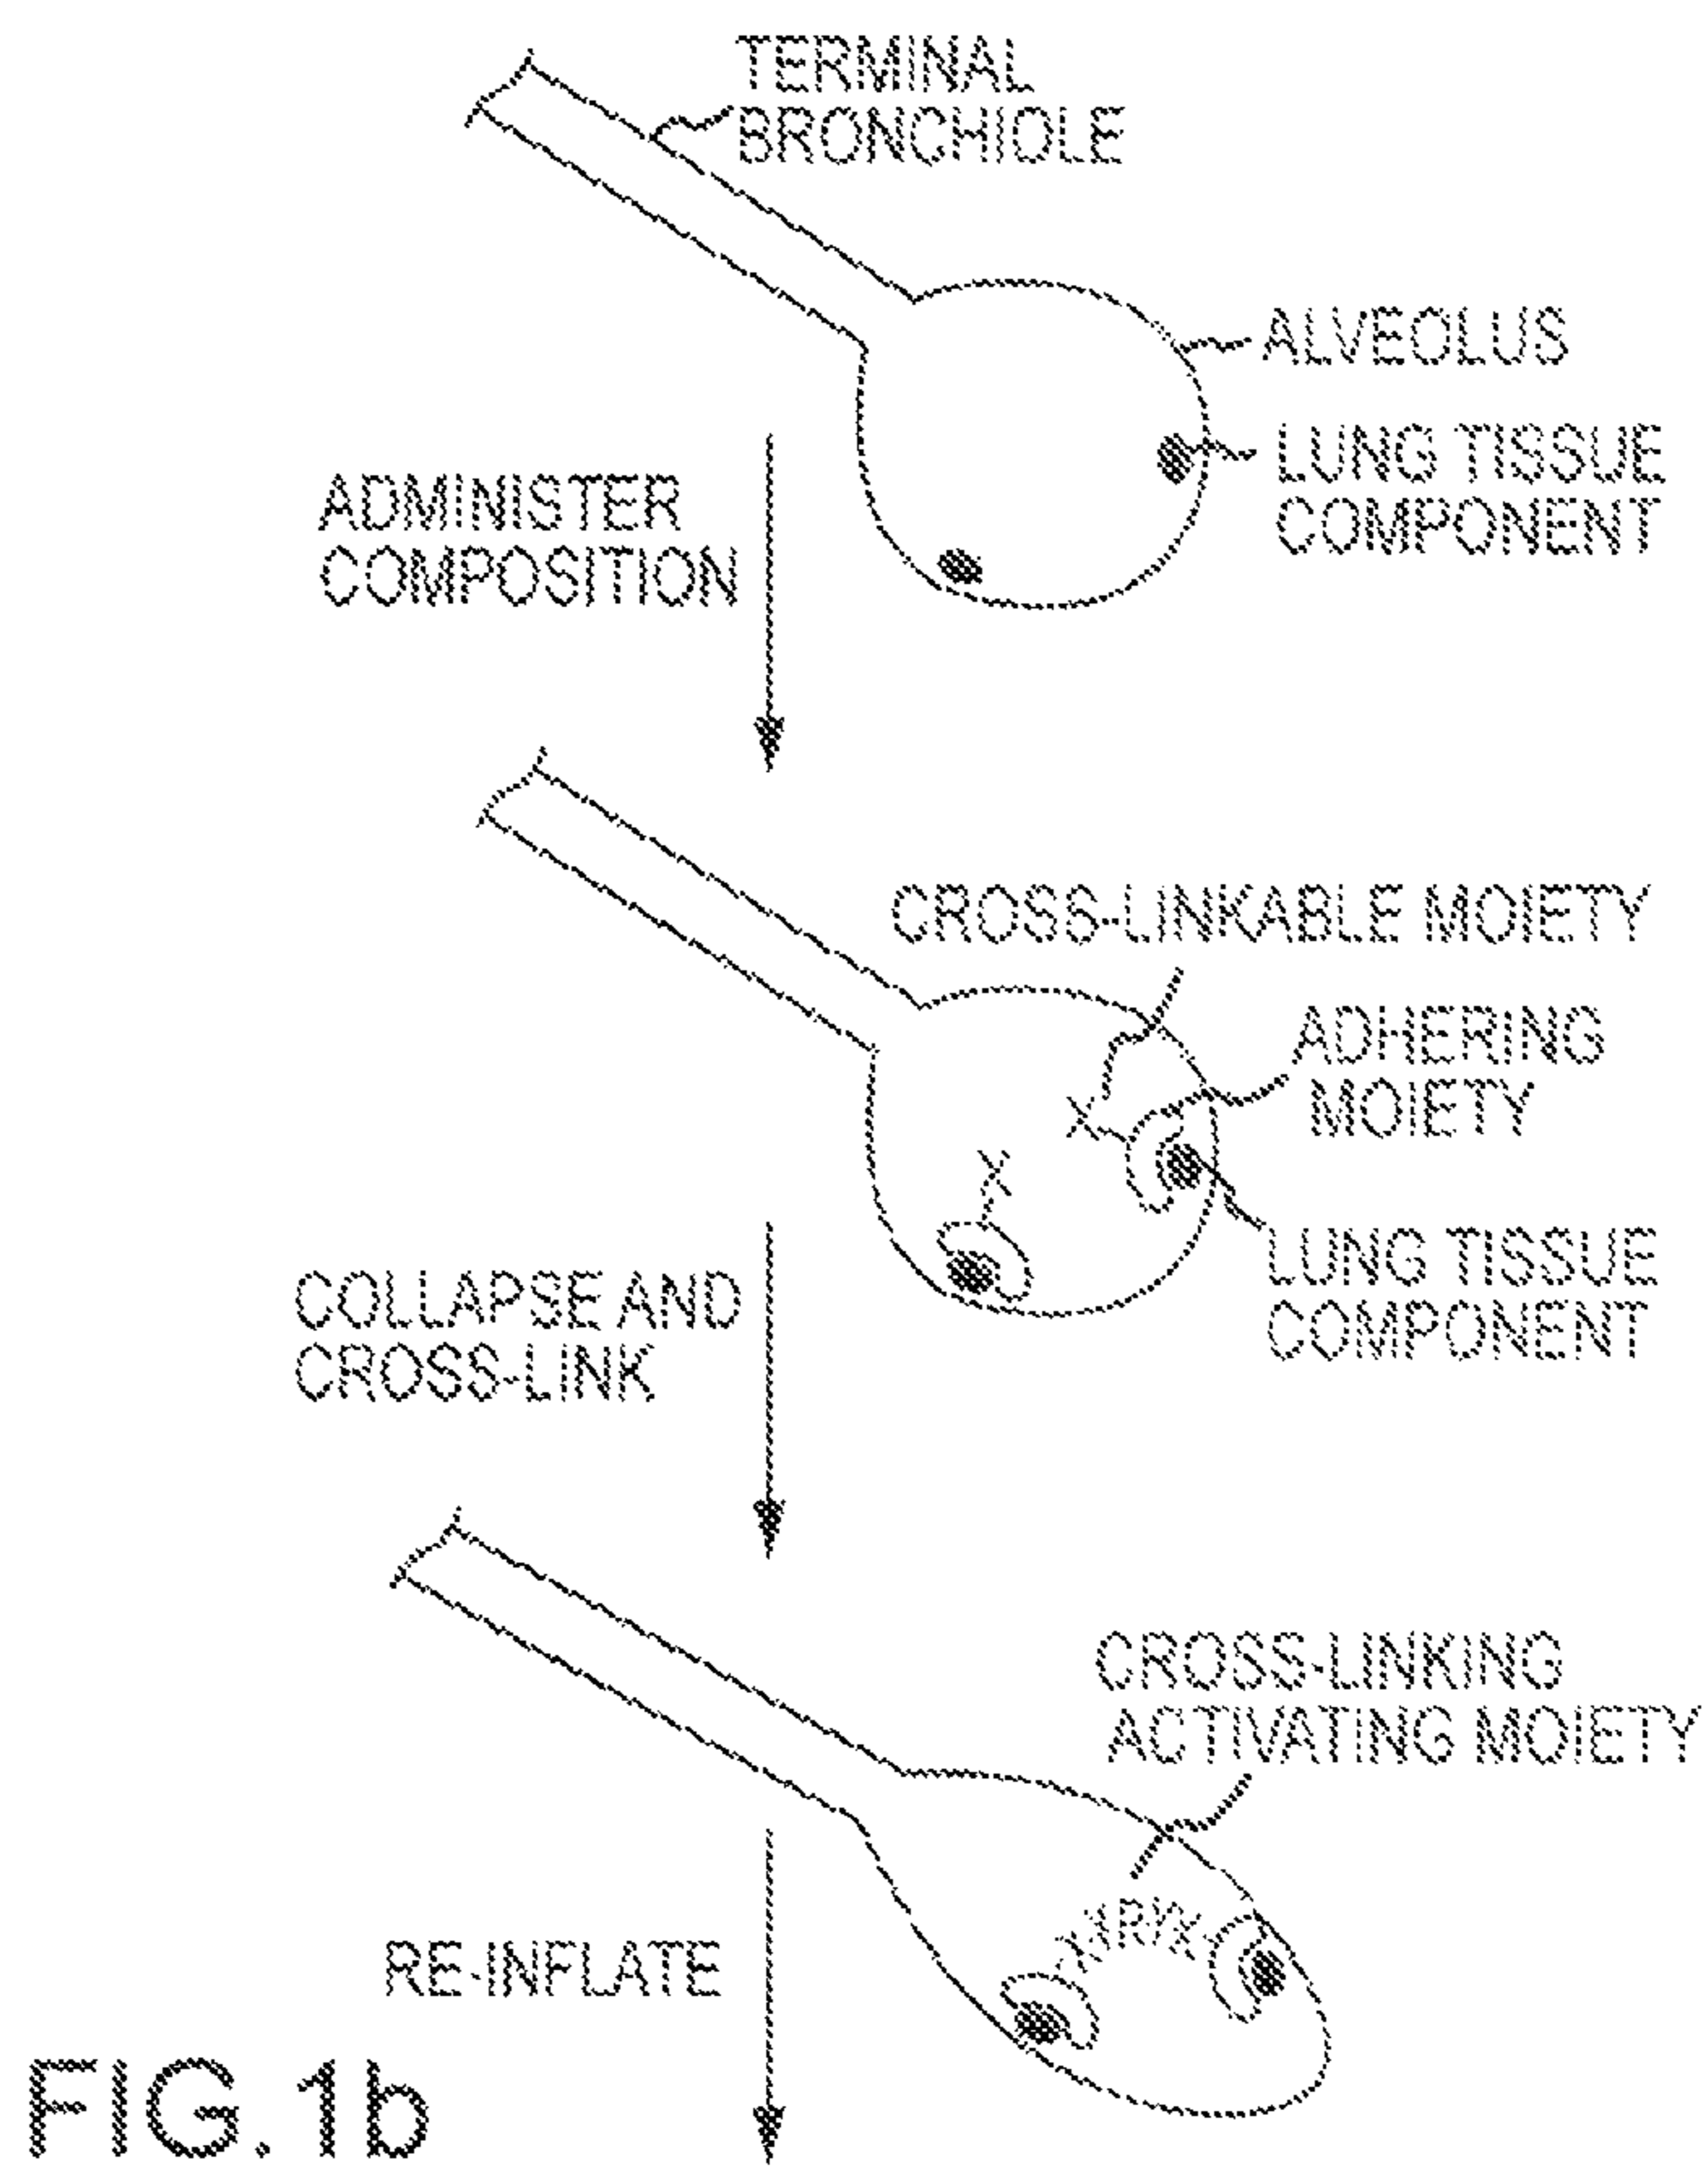 TERMINAL
BRONCHIOLE
ALVEOLUS
LUNG TISSUE
COMPONENT
ADMINISTER
COMPOSITION
CROSS-LINKABLE MOIETY
ADHERING
MOIETY
X
X
LUNG TISSUE
COMPONENT
COLLAPSE AND
CROSS-LINK
CROSS-LINKING
ACTIVATING MOIETY
RE-INFLATE
FIG.1b